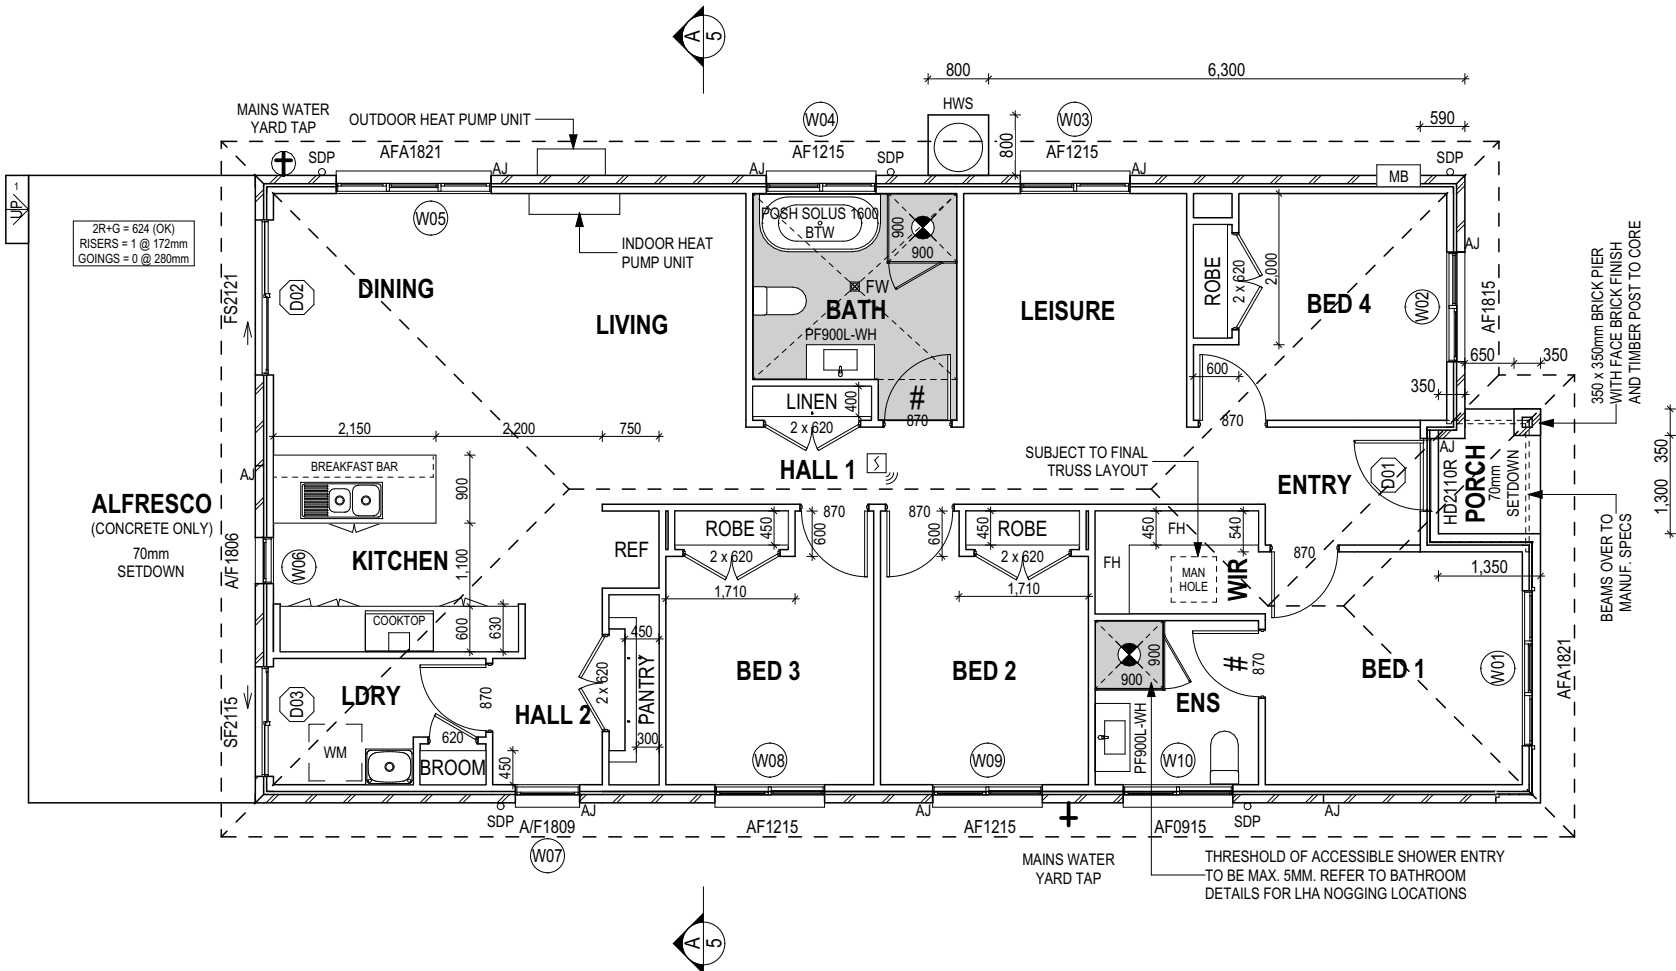 A
5
800
6,300
HWS
800
590
MAINS WATER
YARD TAP
OUTDOOR HEAT PUMP UNIT
W04
W03
SDP
AFA1821
AJ
AJ
AF1215
SDP
AF1215
AJ
SDP
MB
UP
1
2R+G = 624 (OK)
RISERS = 1 @ 172mm
GOINGS = 0 @ 280mm
W05
INDOOR HEAT
PUMP UNIT
POSH SOLUS 1600
BTW
900
900
FW
BATH
PF900L-WH
ROBE
2 x 620
2,000
BED 4
W02
AJ
AF1815
350 x 350mm BRICK PIER
WITH FACE BRICK FINISH
AND TIMBER POST TO CORE
FS2121
D02
DINING
LIVING
LEISURE
600
870
650
350
350
LINEN
400
2 x 620
#
870
2,150
2,200
750
HALL 1
S
SUBJECT TO FINAL
TRUSS LAYOUT
ENTRY
D01
AJ
HD2110R
PORCH
70mm
SETDOWN
350
1,300
BREAKFAST BAR
900
AJ
ALFRESCO
(CONCRETE ONLY)
70mm
SETDOWN
A/F1806
W06
KITCHEN
1,100
REF
ROBE
450
2 x 620
1,710
870
600
870
600
ROBE
450
2 x 620
1,710
450
FH
FH
540
MAN
HOLE
WIR
870
1,350
BEAMS OVER TO
MANUF. SPECS
COOKTOP
600
630
450
2 x 620
PANTRY
300
SF2115
D03
LDRY
870
HALL 2
WM
620
BROOM
450
BED 3
BED 2
900
900
#
870
ENS
PF900L-WH
BED 1
W01
AFA1821
W08
W09
W10
SDP
A/F1809
AJ
AF1215
AJ
AF1215
AF0915
SDP
AJ
W07
MAINS WATER
YARD TAP
THRESHOLD OF ACCESSIBLE SHOWER ENTRY
TO BE MAX. 5MM. REFER TO BATHROOM
DETAILS FOR LHA NOGGING LOCATIONS
A
5